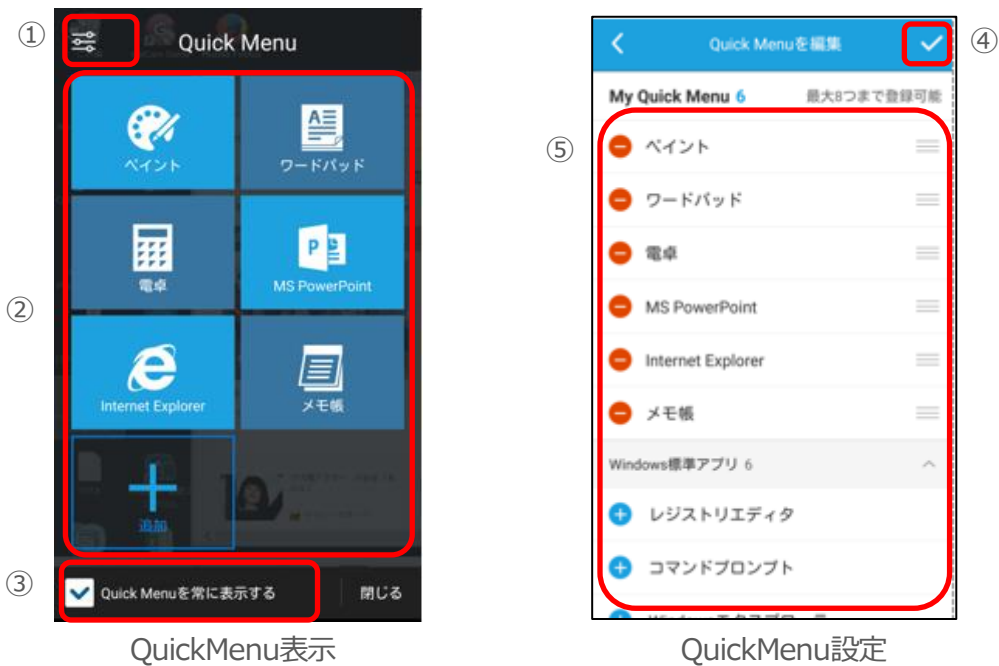 ①
Quick Menu
ペイント
ワードパッド
電卓
MS PowerPoint
Internet Explorer
メモ帳
追加
②
③
Quick Menuを常に表示する
閉じる
QuickMenu表示
Quick Menuを編集
④
My Quick Menu 6
最大8つまで登録可能
⑤
ペイント
ワードパッド
電卓
MS PowerPoint
Internet Explorer
メモ帳
Windows標準アプリ 6
レジストリエディタ
コマンドプロンプト
QuickMenu設定